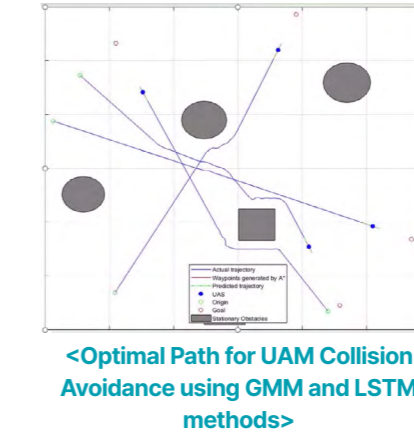 Actual trajectory
Waypoints generated by A*
Predicted trajectory
UAS
Origin
Goal
Stationary Obstacles
<Optimal Path for UAM Collision
Avoidance using GMM and LSTM
methods>